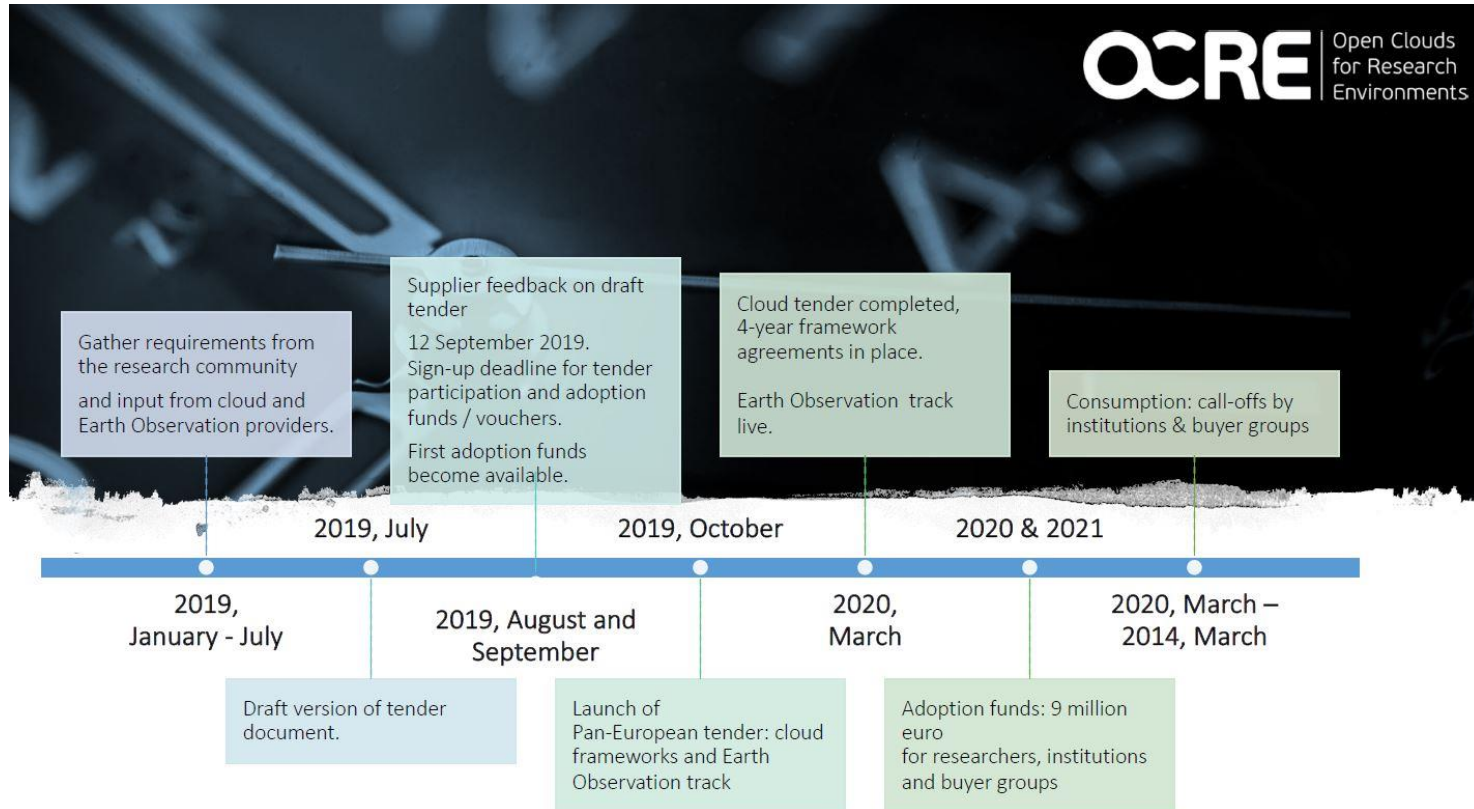 OCRE
Open Clouds
for Research
Environments
Gather requirements from
the research community
and input from cloud and
Earth Observation providers.
Supplier feedback on draft
tender
12 September 2019.
Sign-up deadline for tender
participation and adoption
funds / vouchers.
First adoption funds
become available.
Cloud tender completed,
4-year framework
agreements in place.
Earth Observation track
live.
Consumption: call-offs by
institutions & buyer groups
2019, July
2019, October
2020 & 2021
2019,
January - July
2019, August and
September
2020,
March
2020, March –
2014, March
Draft version of tender
document.
Launch of
Pan-European tender: cloud
frameworks and Earth
Observation track
Adoption funds: 9 million
euro
for researchers, institutions
and buyer groups